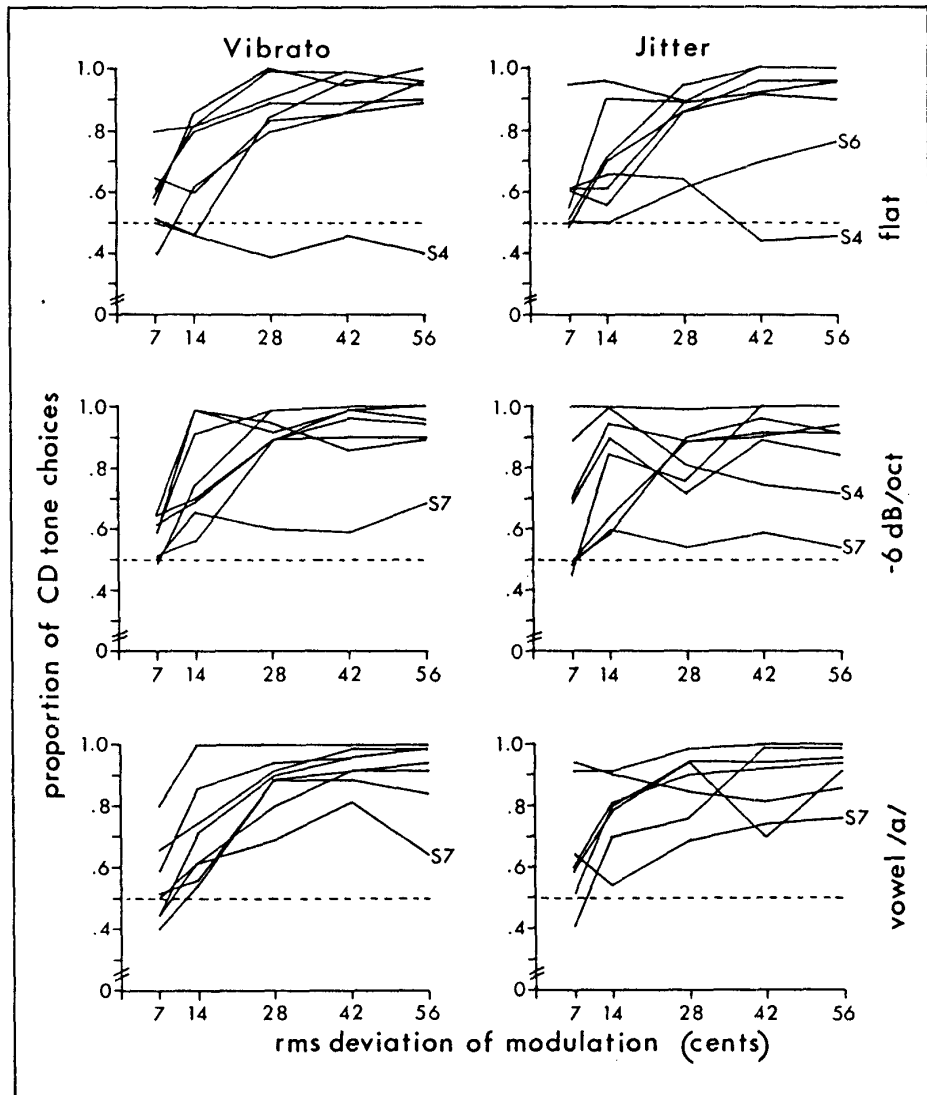 Vibrato Jitter
1.0 1.0
.8 .8
S6
.6 .6
S4
.4 S4 .4
0 0
7 14 28 42 56 7 14 28 42 56
flat
1.0 1.0
.8 .8
S4
S7
.6 .6
S7
.4 .4
0 0
7 14 28 42 56 7 14 28 42 56
-6 dB/oct
proportion of CD tone choices
1.0 1.0
.8 .8
S7
S7
.6 .6
.4 .4
0 0
7 14 28 42 56 7 14 28 42 56
vowel /a/
rms deviation of modulation (cents)